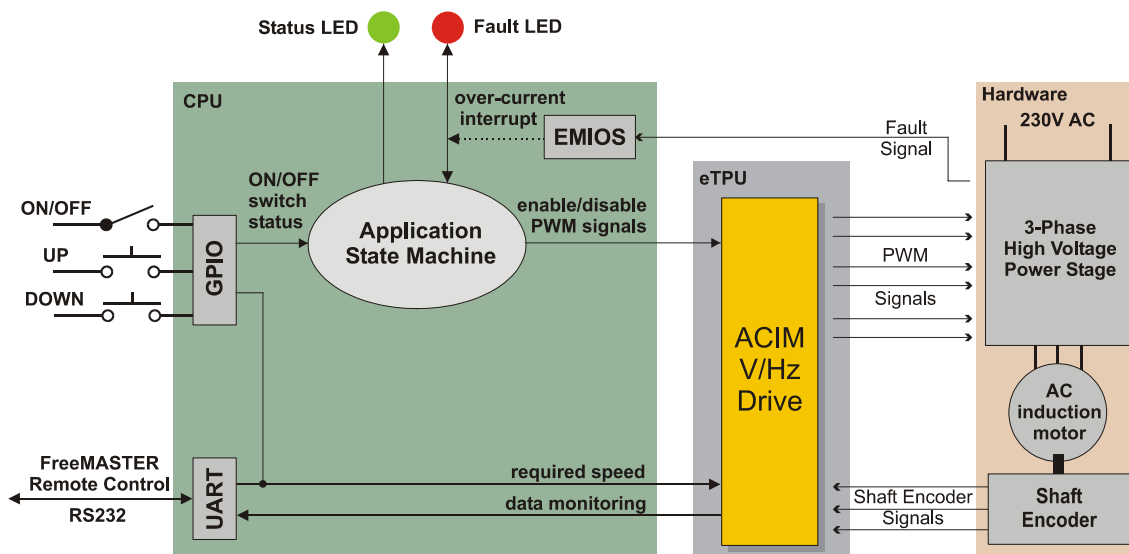 Status LED
Fault LED
CPU
Hardware
230V AC
over-current
interrupt
EMIOS
Fault
Signal
eTPU
ON/OFF
switch
status
ON/OFF
UP
DOWN
GPIO
Application
State Machine
enable/disable
PWM signals
PWM
Signals
3-Phase
High Voltage
Power Stage
ACIM
V/Hz
Drive
AC
induction
motor
FreeMASTER
Remote Control
RS232
UART
required speed
data monitoring
Shaft Encoder
Signals
Shaft
Encoder